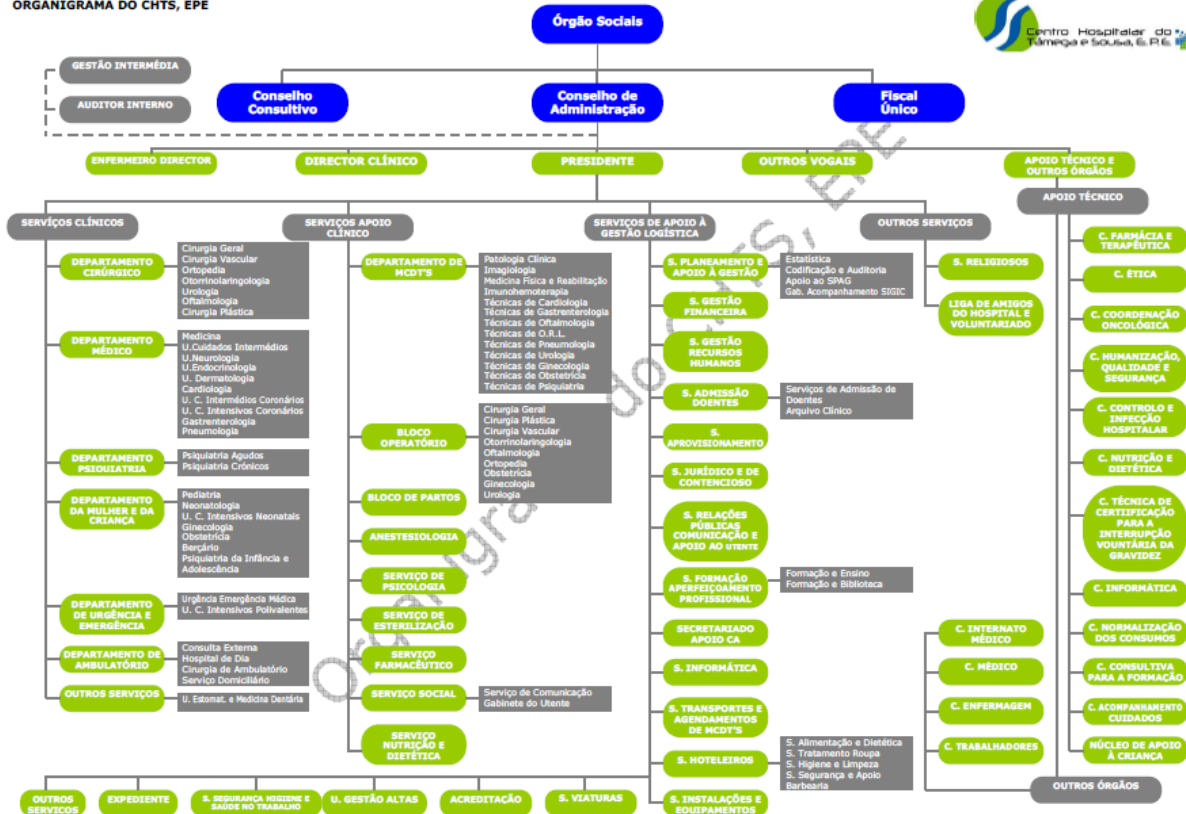 ORGANIGRAMA DO CHTS, EPE
Órgão Sociais
Centro Hospitalar do
Tâmega e Sousa, E.P.E.
GESTÃO INTERMÉDIA
AUDITOR INTERNO
Conselho
Consultivo
Conselho de
Administração
Fiscal
Único
ENFERMEIRO DIRECTOR
DIRECTOR CLÍNICO
PRESIDENTE
OUTROS VOGAIS
APOIO TÉCNICO E
OUTROS ÓRGÃOS
SERVIÇOS CLÍNICOS
SERVIÇOS APOIO
CLÍNICO
SERVIÇOS DE APOIO À
GESTÃO LOGÍSTICA
OUTROS SERVIÇOS
APOIO TÉCNICO
DEPARTAMENTO
CIRÚRGICO
Cirurgia Geral
Cirurgia Vascular
Ortopedia
Otorrinolaringologia
Urologia
Oftalmologia
Cirurgia Plástica
DEPARTAMENTO
MÉDICO
Medicina
U.Cuidados Intermédios
U.Neurologia
U.Endocrinologia
U. Dermatologia
Cardiologia
U. C. Intermédios Coronários
U. C. Intensivos Coronários
Gastrenterologia
Pneumologia
DEPARTAMENTO
PSIQUIATRIA
Psiquiatria Agudos
Psiquiatria Crónicos
DEPARTAMENTO
DA MULHER E DA
CRIANÇA
Pediatria
Neonatologia
U. C. Intensivos Neonatais
Ginecologia
Obstetrícia
Berçário
Psiquiatria da Infância e
Adolescência
DEPARTAMENTO
DE URGÊNCIA E
EMERGÊNCIA
Urgência Emergência Médica
U. C. Intensivos Polivalentes
DEPARTAMENTO DE
AMBULATÓRIO
Consulta Externa
Hospital de Dia
Cirurgia de Ambulatório
Serviço Domiciliário
OUTROS SERVIÇOS
U. Estomat. e Medicina Dentária
DEPARTAMENTO DE
MCDT'S
Patologia Clínica
Imagiologia
Medicina Física e Reabilitação
Imunohemoterapia
Técnicas de Cardiologia
Técnicas de Gastrenterologia
Técnicas de Oftalmologia
Técnicas de O.R.L.
Técnicas de Pneumologia
Técnicas de Urologia
Técnicas de Ginecologia
Técnicas de Obstetrícia
Técnicas de Psiquiatria
BLOCO
OPERATÓRIO
Cirurgia Geral
Cirurgia Plástica
Cirurgia Vascular
Otorrinolaringologia
Oftalmologia
Ortopedia
Obstetrícia
Ginecologia
Urologia
BLOCO DE PARTOS
ANESTESIOLOGIA
SERVIÇO DE
PSICOLOGIA
SERVIÇO DE
ESTERILIZAÇÃO
SERVIÇO
FARMACÊUTICO
SERVIÇO SOCIAL
Serviço de Comunicação
Gabinete do Utente
SERVIÇO
NUTRIÇÃO E
DIETÉTICA
S. PLANEAMENTO E
APOIO À GESTÃO
Estatística
Codificação e Auditoria
Apoio ao SPAG
Gab. Acompanhamento SIGIC
S. GESTÃO
FINANCEIRA
S. GESTÃO
RECURSOS
HUMANOS
S. ADMISSÃO
DOENTES
Serviços de Admissão de
Doentes
Arquivo Clínico
S.
APROVISIONAMENTO
S. JURÍDICO E DE
CONTENCIOSO
S. RELAÇÕES
PÚBLICAS
COMUNICAÇÃO E
APOIO AO UTENTE
S. FORMAÇÃO
APERFEIÇOAMENTO
PROFISSIONAL
Formação e Ensino
Formação e Biblioteca
SECRETARIADO
APOIO CA
S. INFORMÁTICA
S. TRANSPORTES E
AGENDAMENTOS
DE MCDT'S
S. HOTELEIROS
S. Alimentação e Dietética
S. Tratamento Roupa
S. Higiene e Limpeza
S. Segurança e Apoio
Barbearia
S. INSTALAÇÕES E
EQUIPAMENTOS
S. RELIGIOSOS
LIGA DE AMIGOS
DO HOSPITAL E
VOLUNTARIADO
C. FARMÁCIA E
TERAPÊUTICA
C. ÈTICA
C. COORDENAÇÃO
ONCOLÓGICA
C. HUMANIZAÇÃO,
QUALIDADE E
SEGURANÇA
C. CONTROLO E
INFECÇÃO
HOSPITALAR
C. NUTRIÇÃO E
DIETÉTICA
C. TÉCNICA DE
CERTIIFICAÇÃO
PARA A
INTERRUPÇÃO
VOUNTÁRIA DA
GRAVIDEZ
C. INFORMÁTICA
C. NORMALIZAÇÃO
DOS CONSUMOS
C. CONSULTIVA
PARA A FORMAÇÃO
C. ACOMPANHAMENTO
CUIDADOS
NÚCLEO DE APOIO
À CRIANÇA
C. INTERNATO
MÉDICO
C. MÉDICO
C. ENFERMAGEM
C. TRABALHADORES
OUTROS ÓRGÃOS
OUTROS
SERVICOS
EXPEDIENTE
S. SEGURANÇA HIGIENE E
SAÚDE NO TRABALHO
U. GESTÃO ALTAS
ACREDITAÇÃO
S. VIATURAS